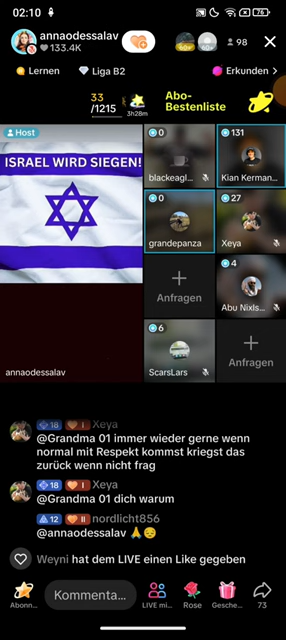 02:10
76
annaodessalav
133.4K
60
98
Lernen
Liga B2
Erkunden >
33
/1215
3h28m
Abo-
Bestenliste
Host
ISRAEL WIRD SIEGEN!
annaodessalav
0
blackeagl...
131
Kian Kerman...
0
grandepanza
27
Xeya
+
Anfragen
4
Abu Nixls...
6
ScarsLars
+
Anfragen
18 I Xeya
@Grandma 01 immer wieder gerne wenn
normal mit Respekt kommst kriegst das
zurück wenn nicht frag
18 I Xeya
@Grandma 01 dich warum
12 II nordlicht856
@annaodessalav 🙏😔
Weyni hat dem LIVE einen Like gegeben
Abonn...
Kommenta...
LIVE mi...
Rose
Gesche...
73